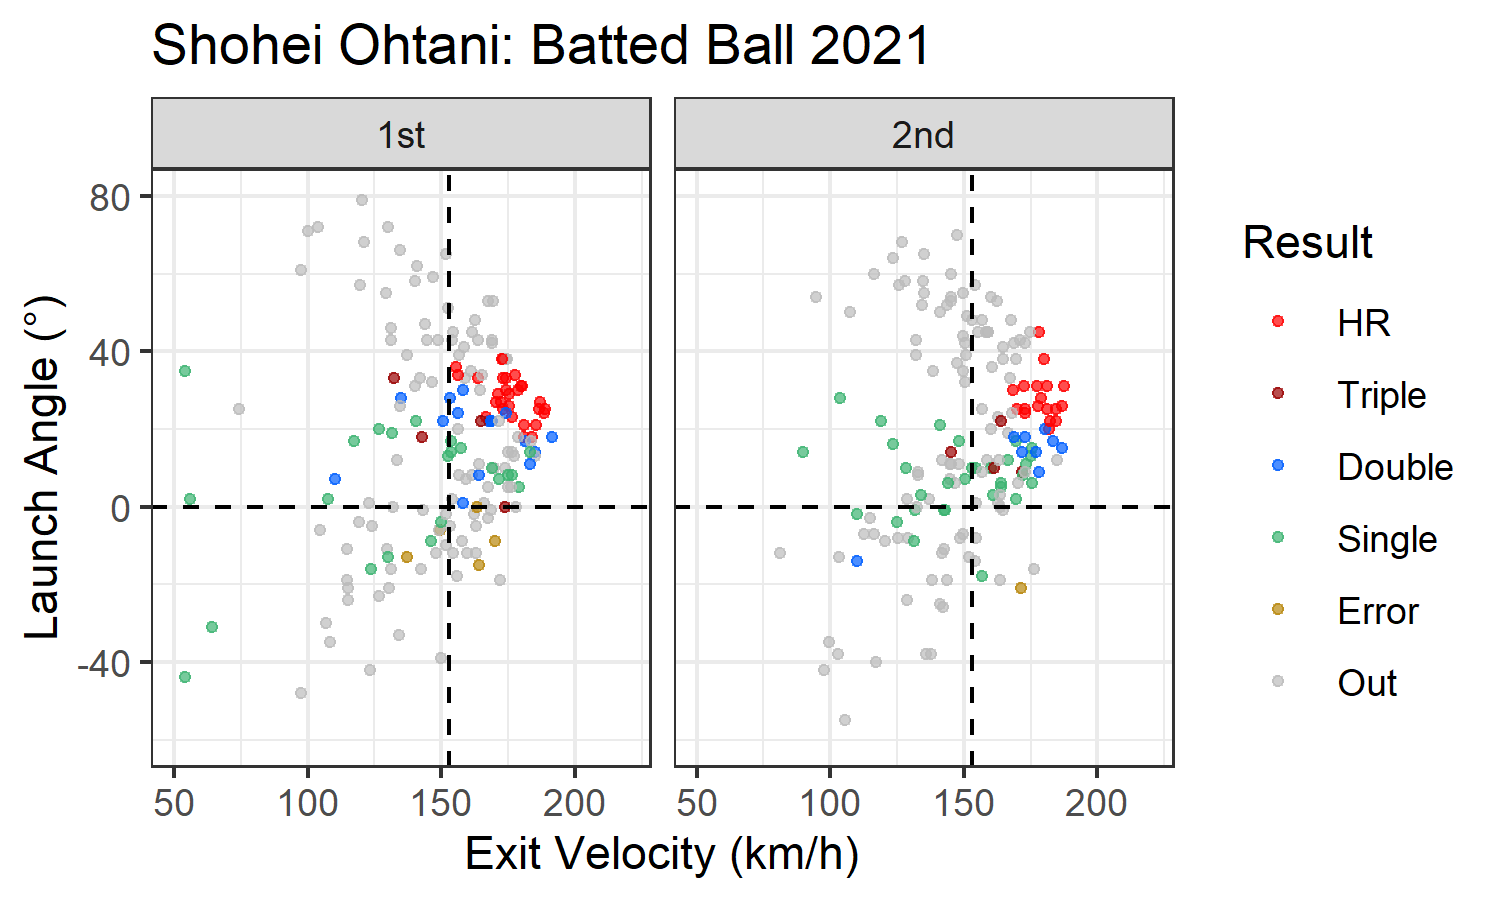 Shohei Ohtani: Batted Ball 2021
1st
2nd
80
40
0
-40
Launch Angle (°)
50
100
150
200
50
100
150
200
Exit Velocity (km/h)
Result
HR
Triple
Double
Single
Error
Out